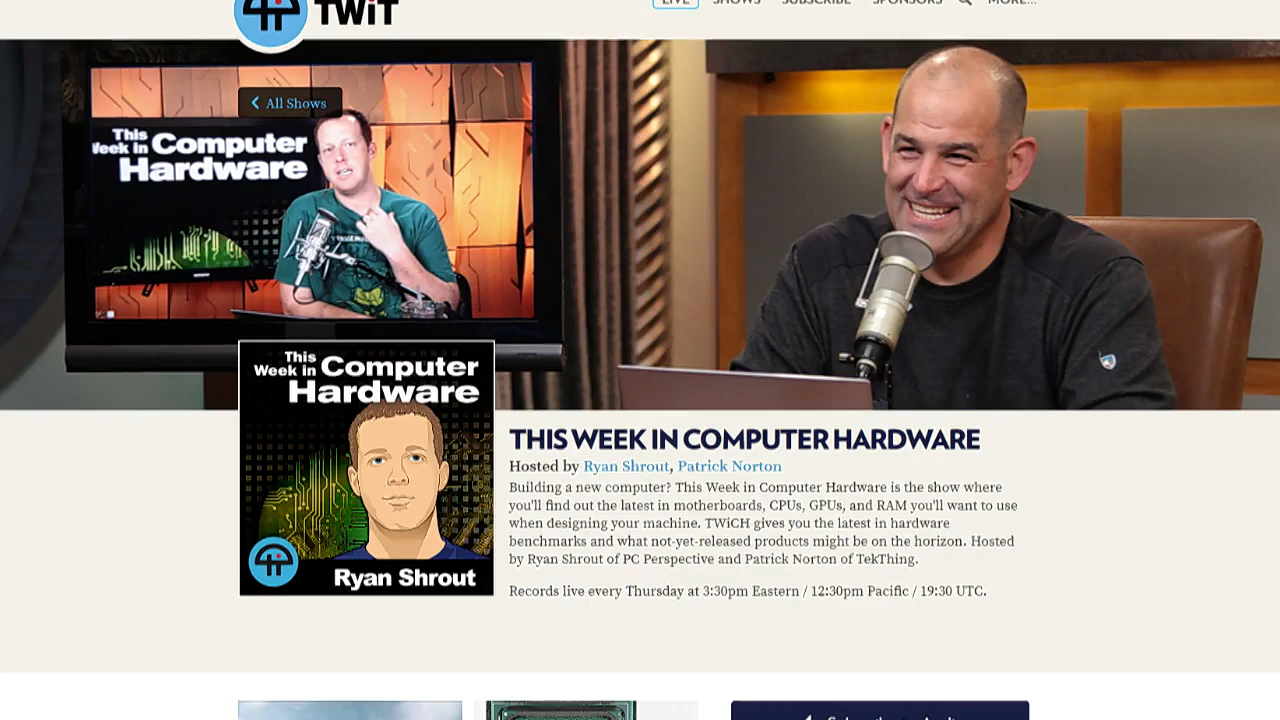 TWiT
LIVE SHOWS SUBSCRIBE SPONSORS MORE...
All Shows
This
Week in Computer
Hardware
This
Week in Computer
Hardware
Ryan Shrout
THIS WEEK IN COMPUTER HARDWARE
Hosted by Ryan Shrout, Patrick Norton
Building a new computer? This Week in Computer Hardware is the show where
you'll find out the latest in motherboards, CPUs, GPUs, and RAM you'll want to use
when designing your machine. TWiCH gives you the latest in hardware
benchmarks and what not-yet-released products might be on the horizon. Hosted
by Ryan Shrout of PC Perspective and Patrick Norton of TekThing.
Records live every Thursday at 3:30pm Eastern / 12:30pm Pacific / 19:30 UTC.